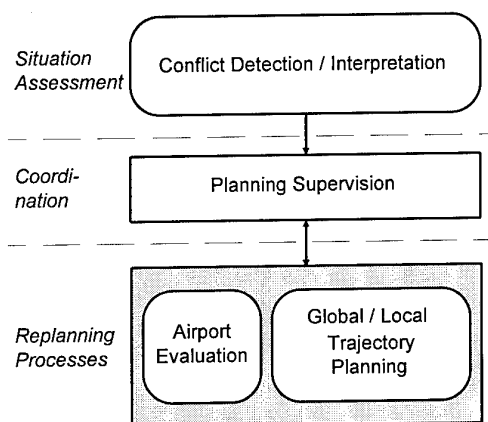 Situation
Assessment
Conflict Detection / Interpretation
Coordi-
nation
Planning Supervision
Replanning
Processes
Airport
Evaluation
Global / Local
Trajectory
Planning